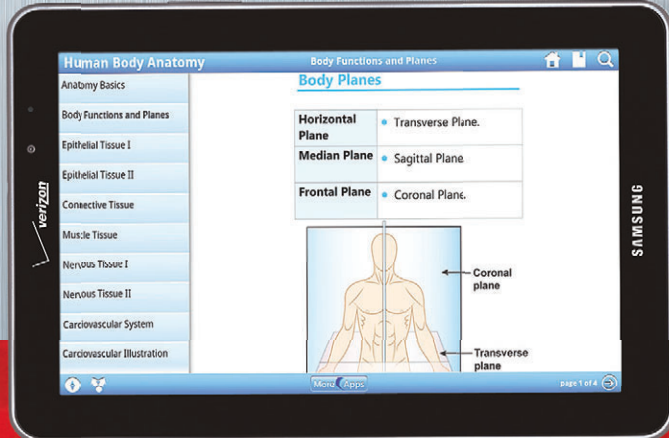 Human Body Anatomy
Body Functions and Planes
Anatomy Basics
Body Functions and Planes
Epithelial Tissue I
Epithelial Tissue II
Connective Tissue
Muscle Tissue
Nervous Tissue I
Nervous Tissue II
Cardiovascular System
Cardiovascular Illustration
Body Planes
Horizontal
Plane
Transverse Plane.
Median Plane
Sagittal Plane
Frontal Plane
Coronal Plane.
Coronal
plane
Transverse
plane
More Apps
page 1 of 4
verizon
SAMSUNG